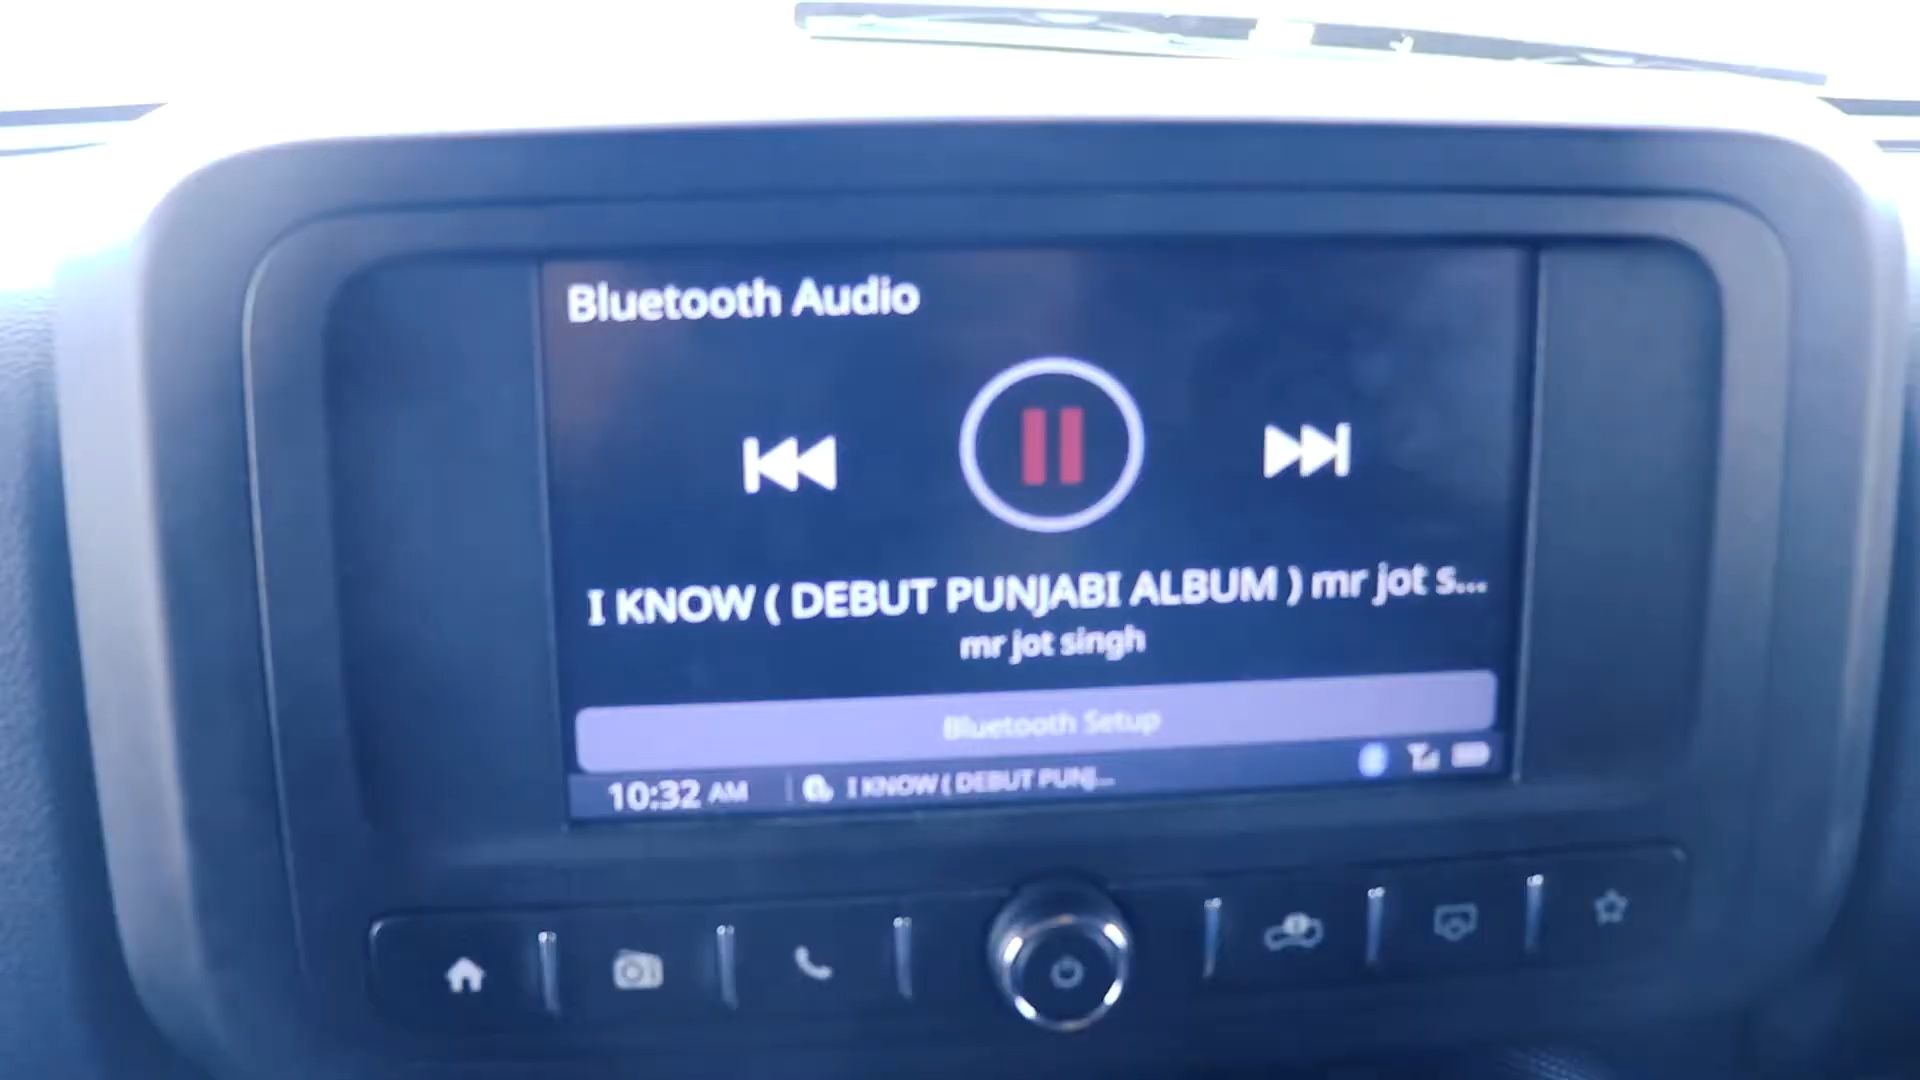 Bluetooth Audio
I KNOW ( DEBUT PUNJABI ALBUM ) mr jot s...
mr jot singh
Bluetooth Setup
10:32 AM
I KNOW ( DEBUT PUNJ...